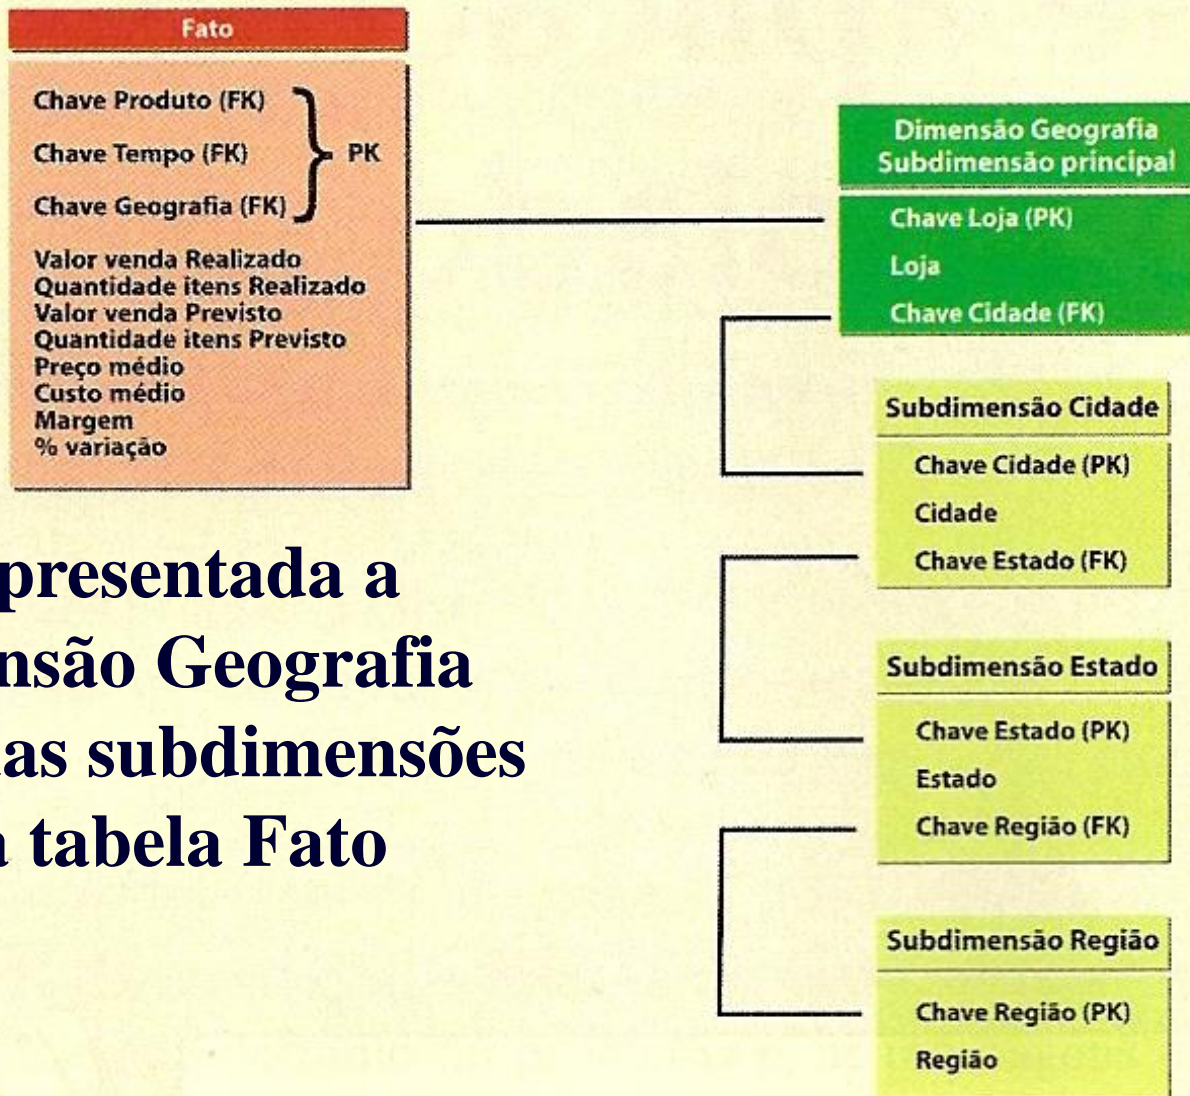 Fato
Chave Produto (FK)
Chave Tempo (FK)
PK
Chave Geografia (FK)
Valor venda Realizado
Quantidade itens Realizado
Valor venda Previsto
Quantidade itens Previsto
Preço médio
Custo médio
Margem
% variação
Dimensão Geografia
Subdimensão principal
Chave Loja (PK)
Loja
Chave Cidade (FK)
Subdimensão Cidade
Chave Cidade (PK)
Cidade
Chave Estado (FK)
Subdimensão Estado
Chave Estado (PK)
Estado
Chave Região (FK)
Subdimensão Região
Chave Região (PK)
Região
presentada a
nsão Geografia
as subdimensões
tabela Fato